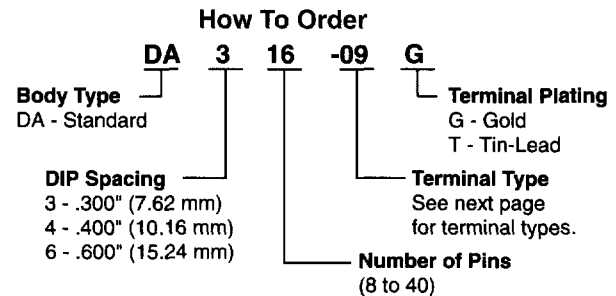 How To Order
DA 3 16 -09 G
Body Type
DA - Standard
Terminal Plating
G - Gold
T - Tin-Lead
DIP Spacing
3 - .300" (7.62 mm)
4 - .400" (10.16 mm)
6 - .600" (15.24 mm)
Terminal Type
See next page
for terminal types.
Number of Pins
(8 to 40)